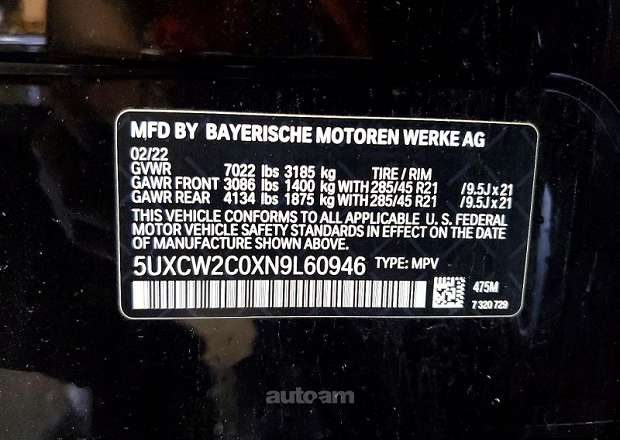 MFD BY BAYERISCHE MOTOREN WERKE AG
02/22
GVWR 7022 lbs 3185 kg TIRE / RIM
GAWR FRONT 3086 lbs 1400 kg WITH 285/45 R21 /9.5J x 21
GAWR REAR 4134 lbs 1875 kg WITH 285/45 R21 /9.5J x 21
THIS VEHICLE CONFORMS TO ALL APPLICABLE U. S. FEDERAL
MOTOR VEHICLE SAFETY STANDARDS IN EFFECT ON THE DATE
OF MANUFACTURE SHOWN ABOVE.
5UXCW2C0XN9L60946 TYPE: MPV
475M
7 320 729
autoam